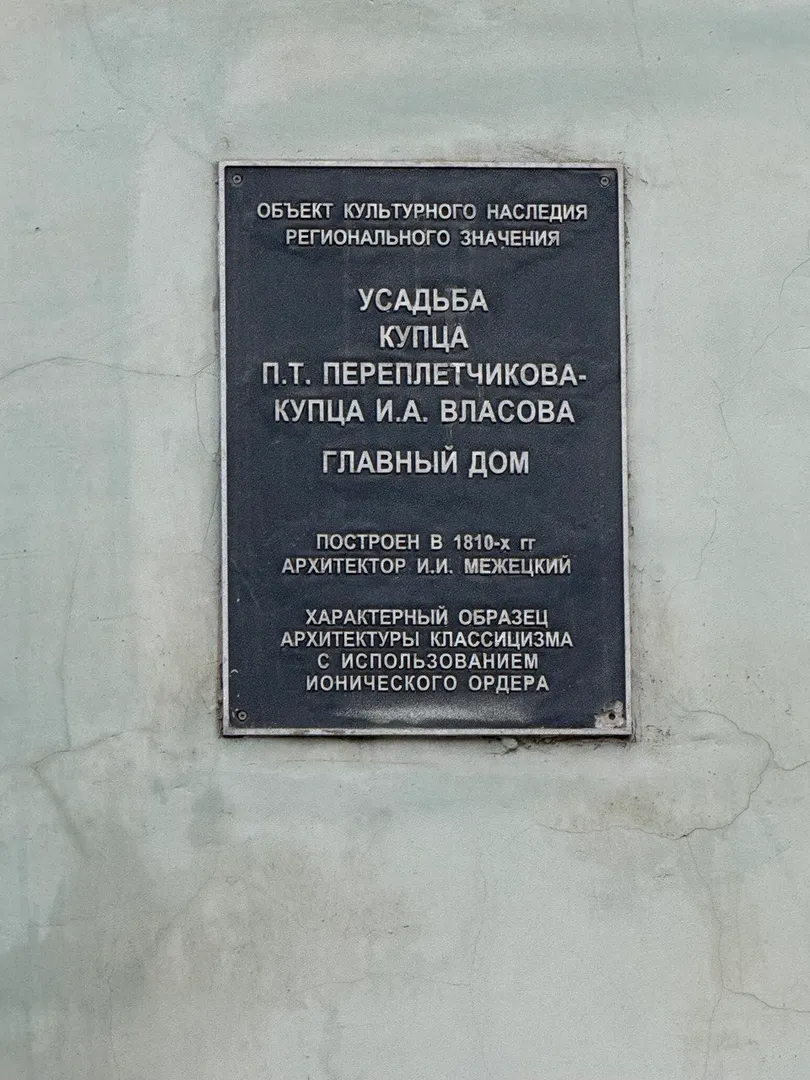 ОБЪЕКТ КУЛЬТУРНОГО НАСЛЕДИЯ
РЕГИОНАЛЬНОГО ЗНАЧЕНИЯ
УСАДЬБА
КУПЦА
П.Т. ПЕРЕПЛЕТЧИКОВА-
КУПЦА И.А. ВЛАСОВА
ГЛАВНЫЙ ДОМ
ПОСТРОЕН В 1810-х гг
АРХИТЕКТОР И.И. МЕЖЕЦКИЙ
ХАРАКТЕРНЫЙ ОБРАЗЕЦ
АРХИТЕКТУРЫ КЛАССИЦИЗМА
С ИСПОЛЬЗОВАНИЕМ
ИОНИЧЕСКОГО ОРДЕРА